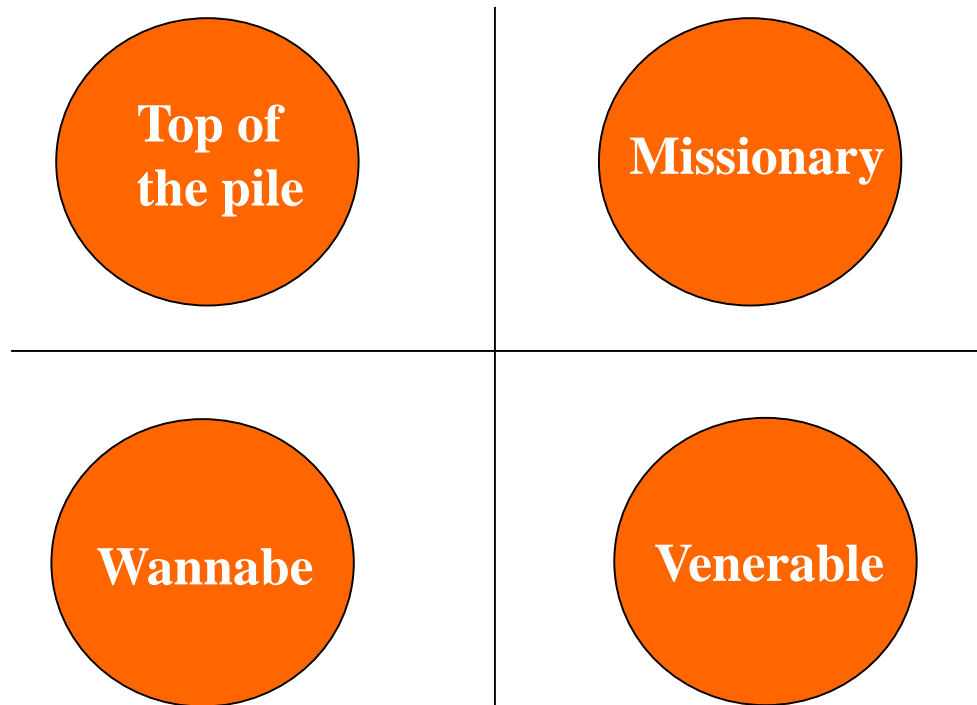 Top of
the pile
Missionary
Wannabe
Venerable